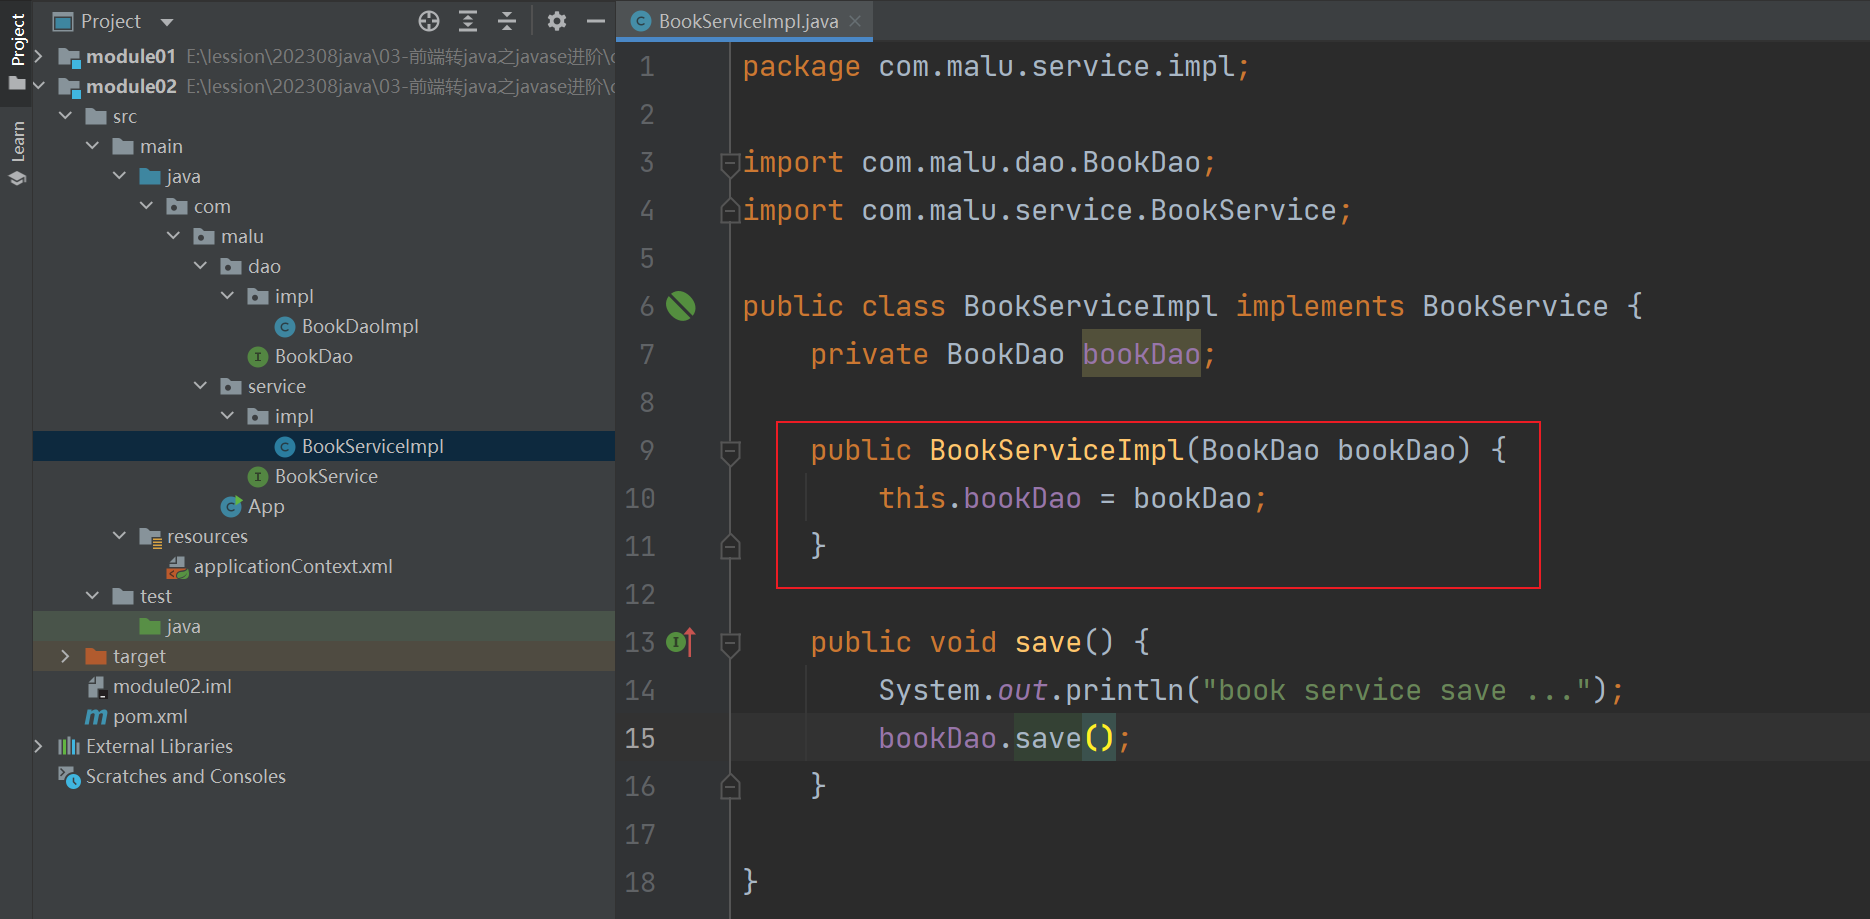 Project
Learn
Project
module01 E:\lession\202308java\03-前端转java之javase进阶\c
module02 E:\lession\202308java\03-前端转java之javase进阶\c
src
main
java
com
malu
dao
impl
BookDaoImpl
BookDao
service
impl
BookServiceImpl
BookService
App
resources
applicationContext.xml
test
java
target
module02.iml
pom.xml
External Libraries
Scratches and Consoles
BookServiceImpl.java
1 package com.malu.service.impl;
2
3 import com.malu.dao.BookDao;
4 import com.malu.service.BookService;
5
6 public class BookServiceImpl implements BookService {
7 private BookDao bookDao;
8
9 public BookServiceImpl(BookDao bookDao) {
10 this.bookDao = bookDao;
11 }
12
13 public void save() {
14 System.out.println("book service save ...");
15 bookDao.save();
16 }
17
18 }